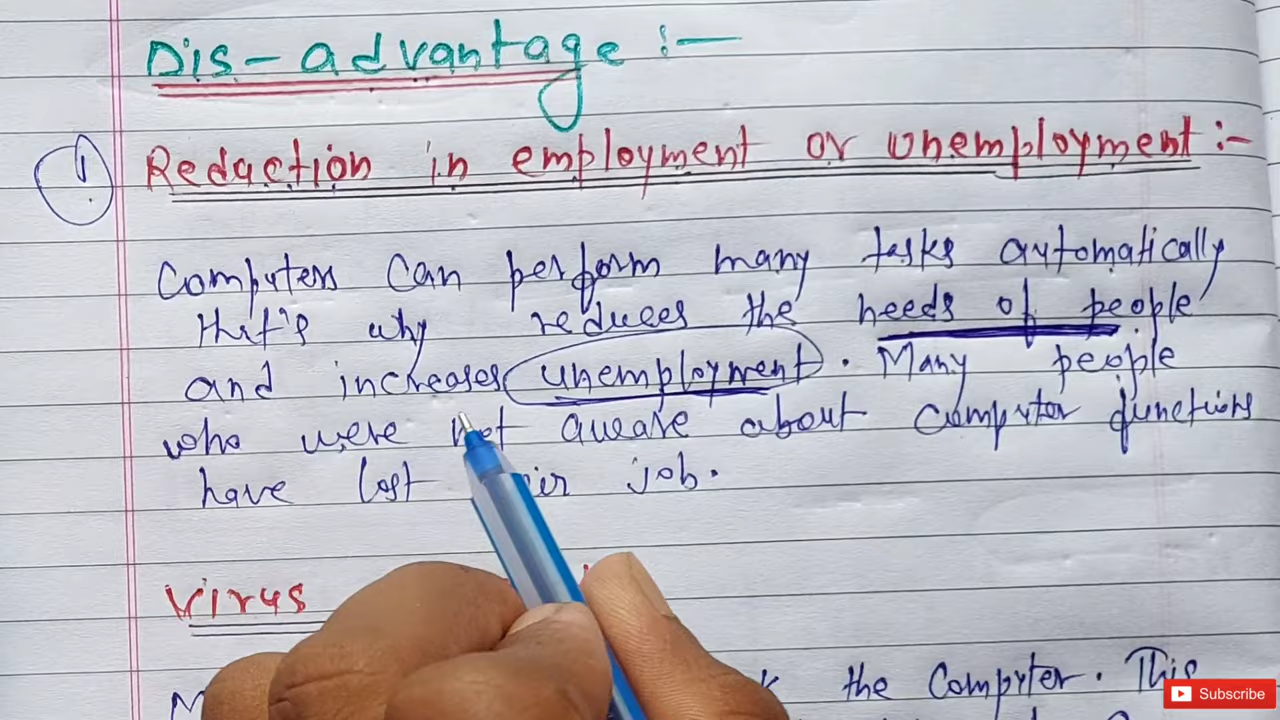 Dis-advantage :-
① Reduction in employment or unemployment :-
Computers can perform many tasks automatically
that's why reduces the needs of people
and increases unemployment. Many people
who were not aware about computer functions
have lost job.
Virus
the computer. This
Subscribe